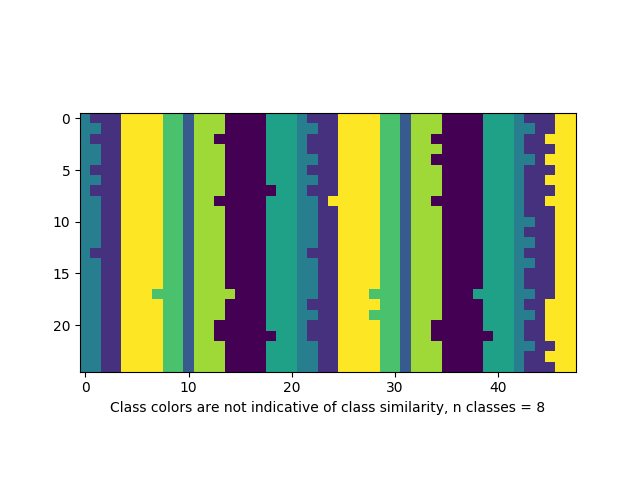 0
5
10
15
20
0 10 20 30 40
Class colors are not indicative of class similarity, n classes = 8